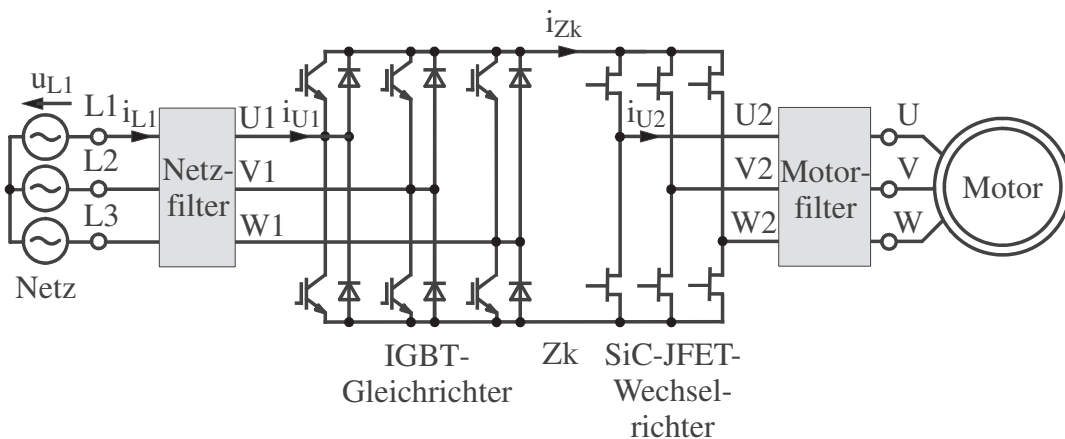 i_Zk
u_L1
L1
i_L1
U1
i_U1
i_U2
U2
U
L2
Netz-
filter
V1
V2
Motor-
filter
V
Motor
L3
W1
W2
W
Netz
IGBT-
Gleichrichter
Zk
SiC-JFET-
Wechsel-
richter